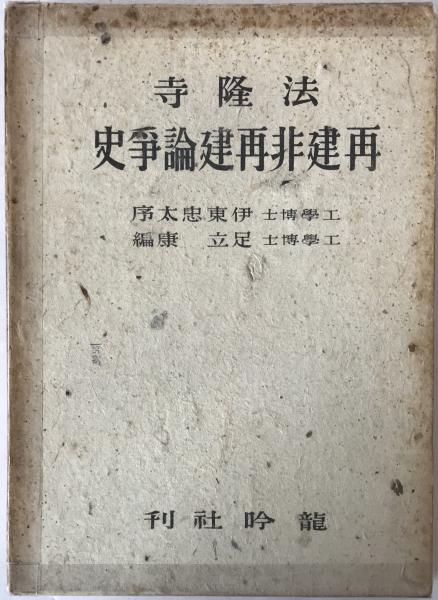 法隆寺
再建非再建論爭史
工學博士 伊東忠太序
工學博士 足立 康編
龍吟社刊